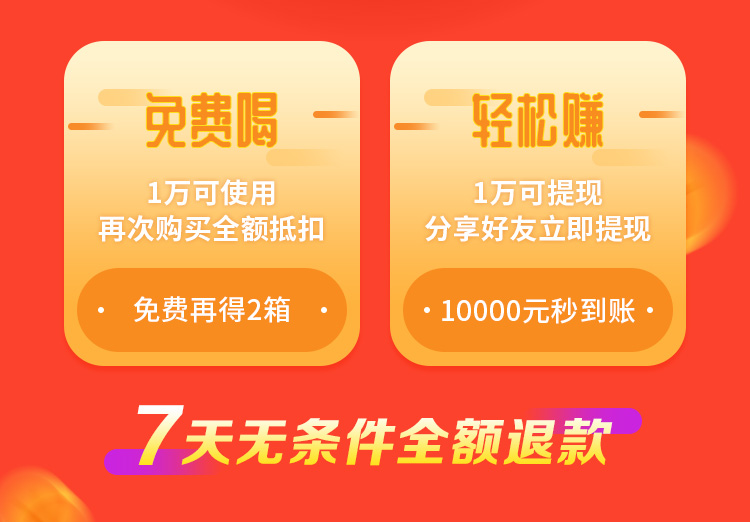 免费喝
1万可使用
再次购买全额抵扣
· 免费再得2箱 ·
轻松赚
1万可提现
分享好友立即提现
· 10000元秒到账 ·
7天无条件全额退款